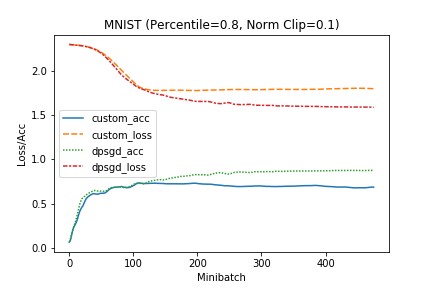 MNIST (Percentile=0.8, Norm Clip=0.1)
Loss/Acc
2.0
1.5
1.0
0.5
0.0
custom_acc
custom_loss
dpsgd_acc
dpsgd_loss
0
100
200
300
400
Minibatch